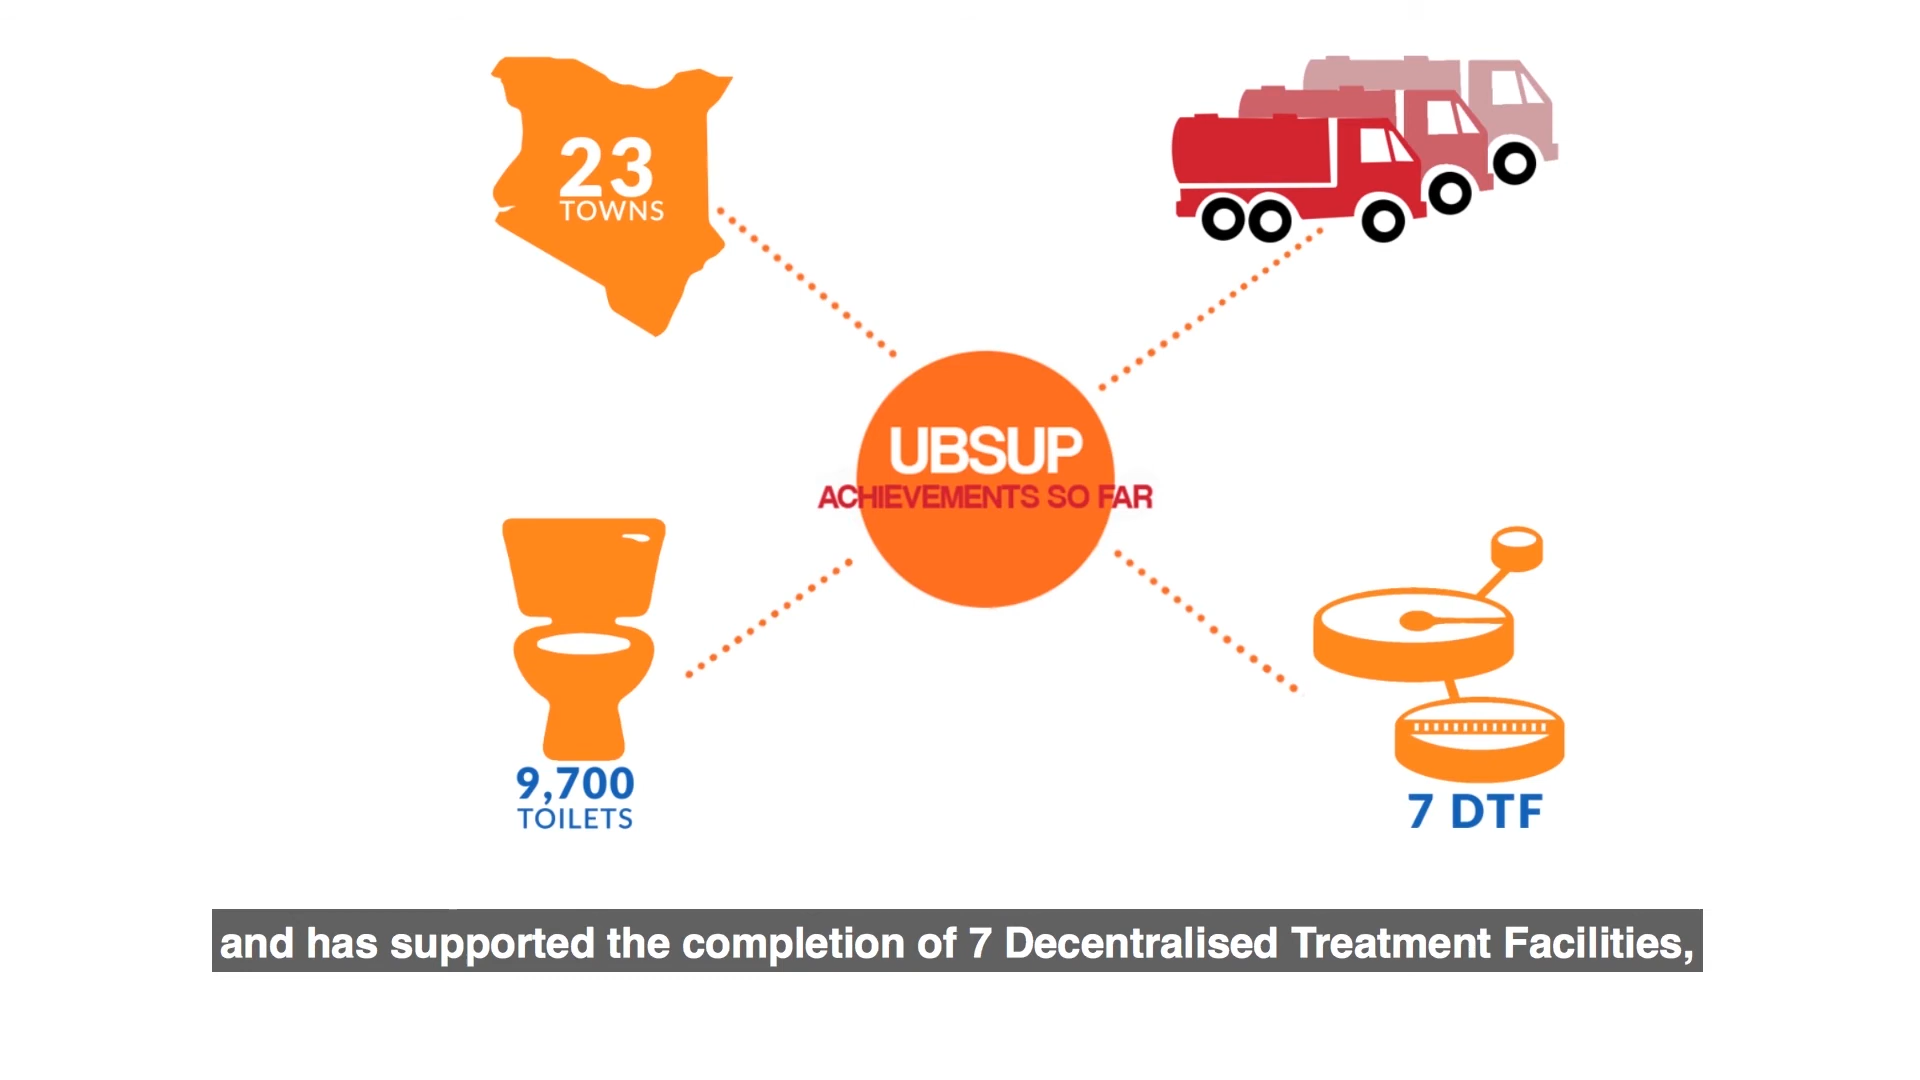 23
TOWNS
UBSUP
ACHIEVEMENTS SO FAR
9,700
TOILETS
7 DTF
and has supported the completion of 7 Decentralised Treatment Facilities,